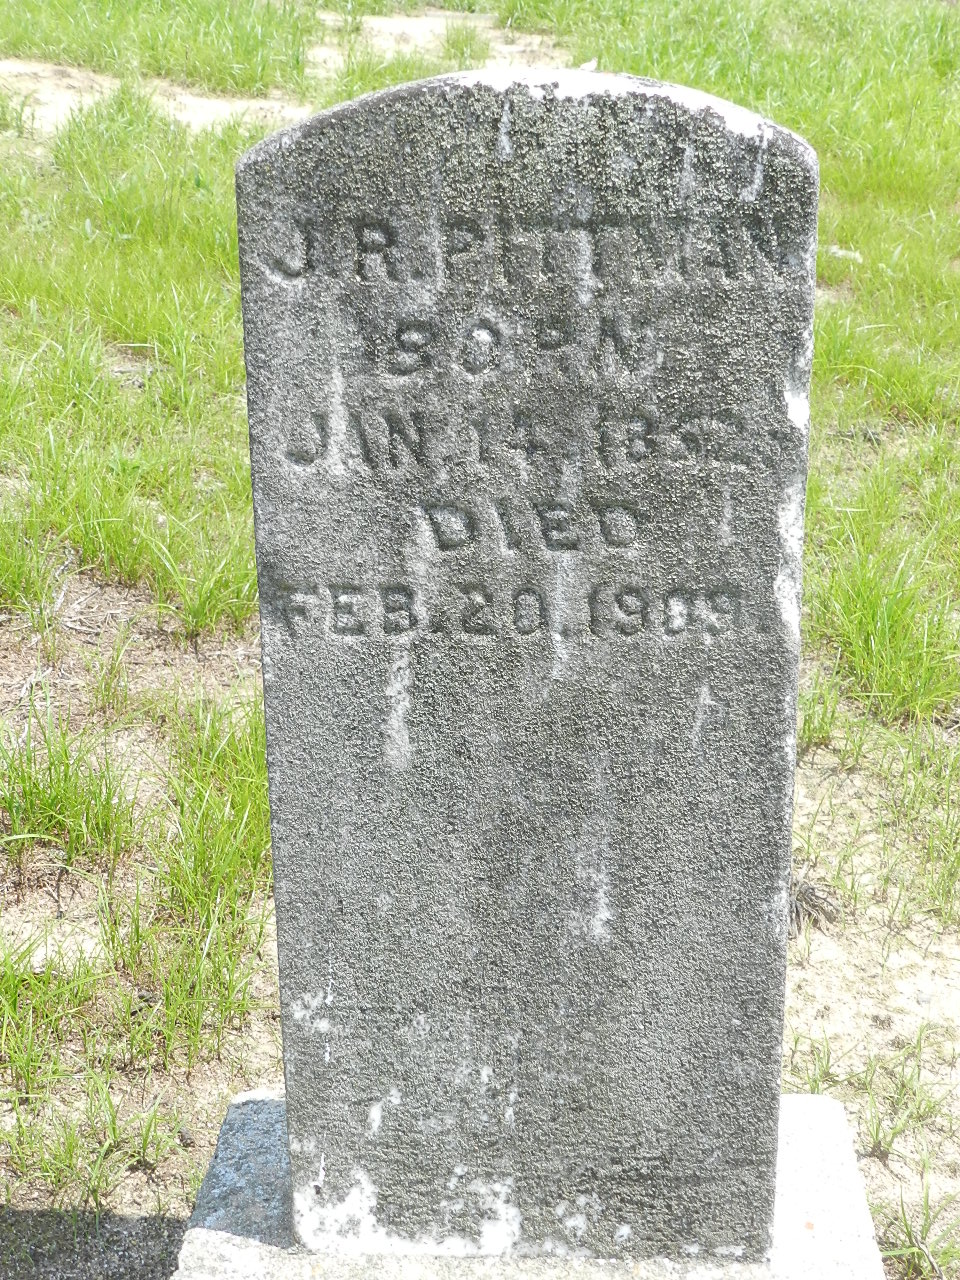 J.R.PITTMAN
BORN
JAN.14.
DIED
FEB.20.1909.